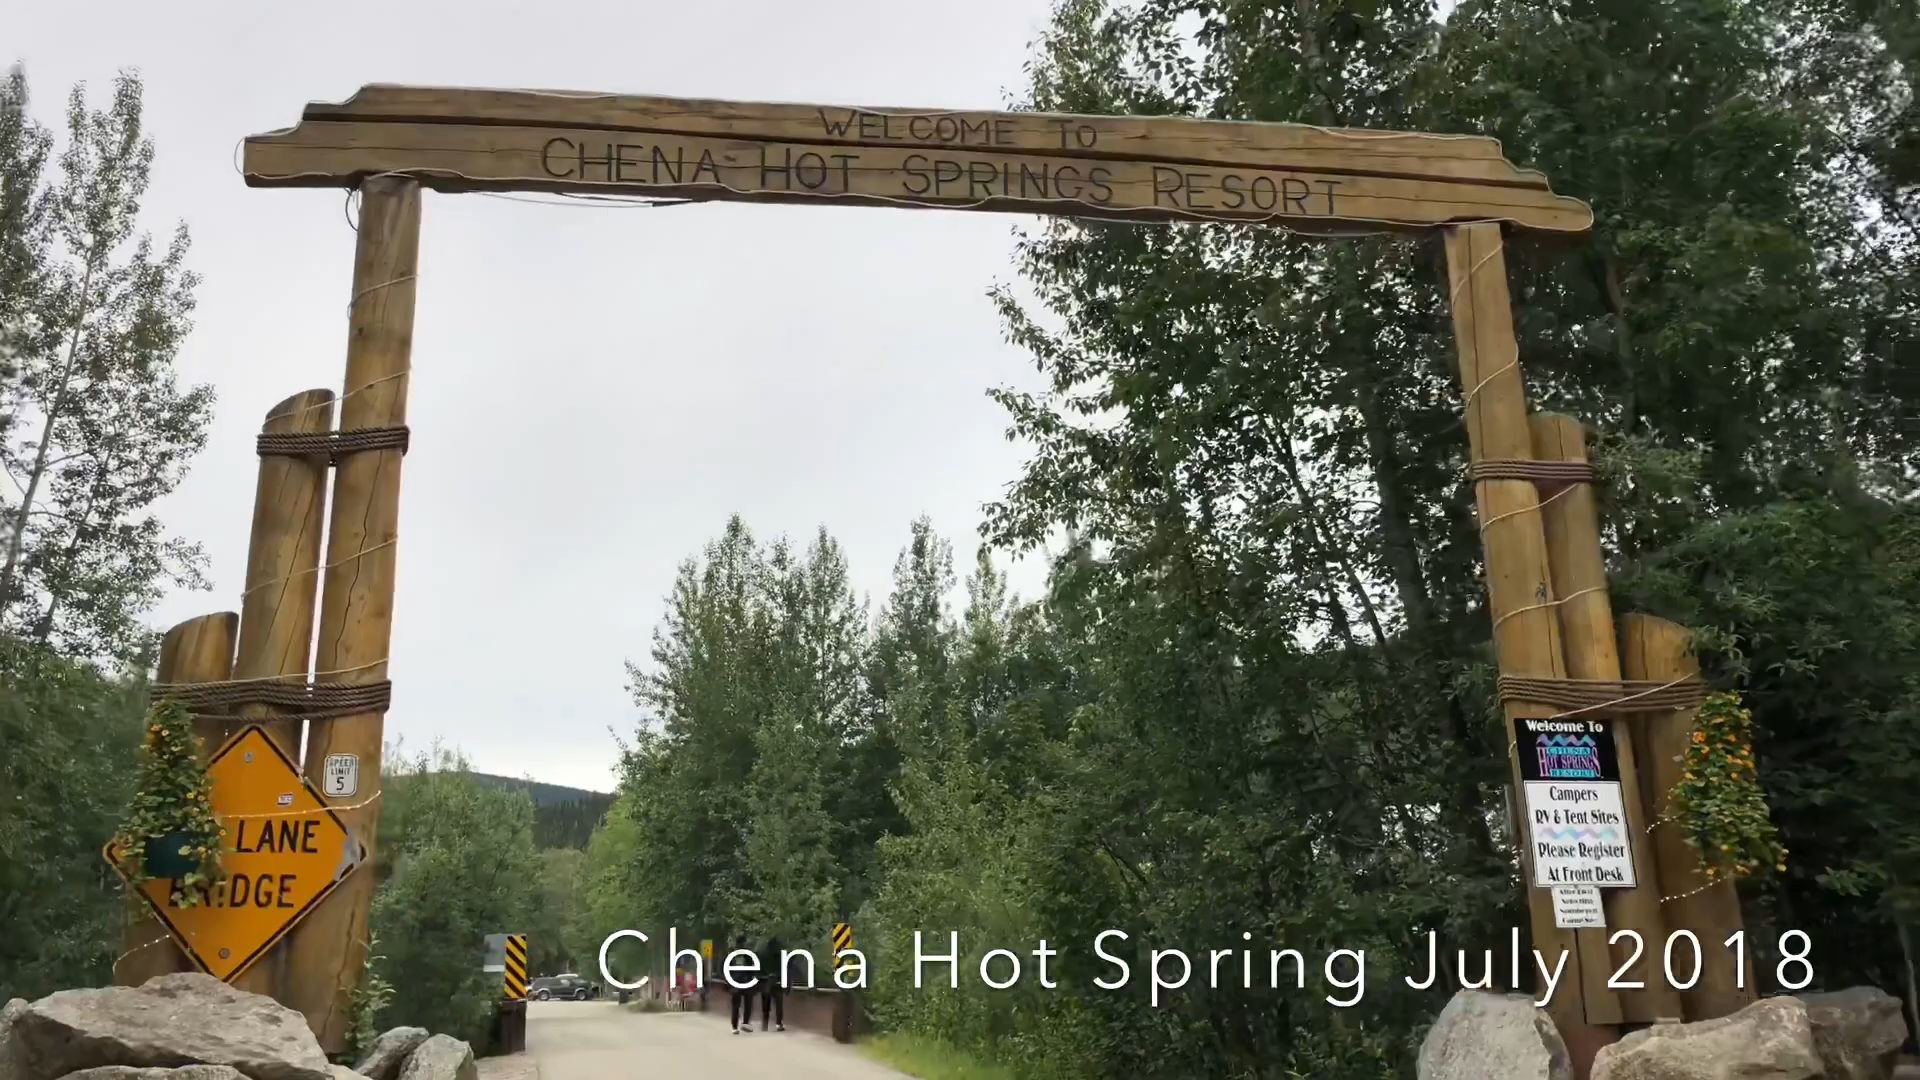 WELCOME TO
CHENA HOT SPRINGS RESORT
SPEED
LIMIT
5
LANE
BRIDGE
Welcome To
CHENA
HOT SPRINGS
RESORT
Campers
RV & Tent Sites
Please Register
At Front Desk
Chena Hot Spring July 2018